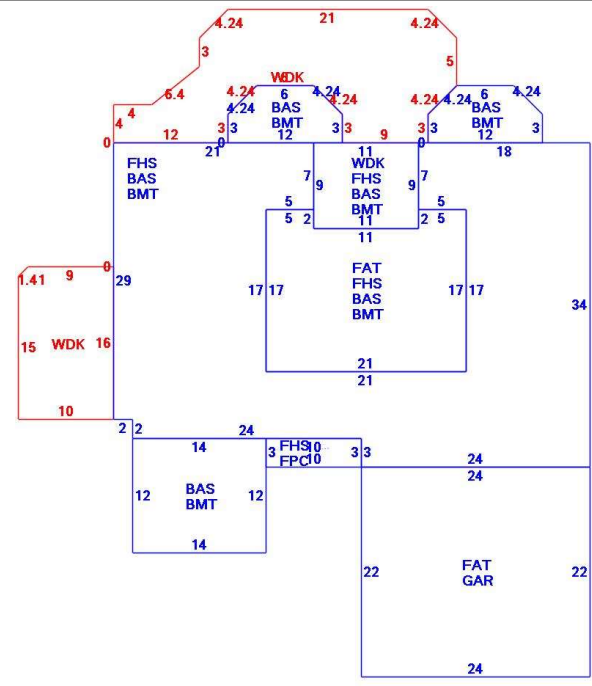 21
4.24 4.24
3
5
WDK
6.4
4.24 6 4.24 4.24 6 4.24
4 4.24 BAS 4.24 4.24 BAS
4 BMT BMT
12 3 3 12 3 3 9 3 3 12 3
0 21 0 11 0 18
FHS WDK
BAS 7 9 FHS 9 7
BMT BAS
BMT
5 5
5 2 11 2 5
11
0 FAT
1.41 9 29 17 17 FHS 17 17
BAS 34
BMT
15 WDK 16
21
21
10
2 2 24
14 FHS 10
3 FPC 10 3 3 24
24
BAS
12 BMT 12
14
FAT
22 GAR 22
24